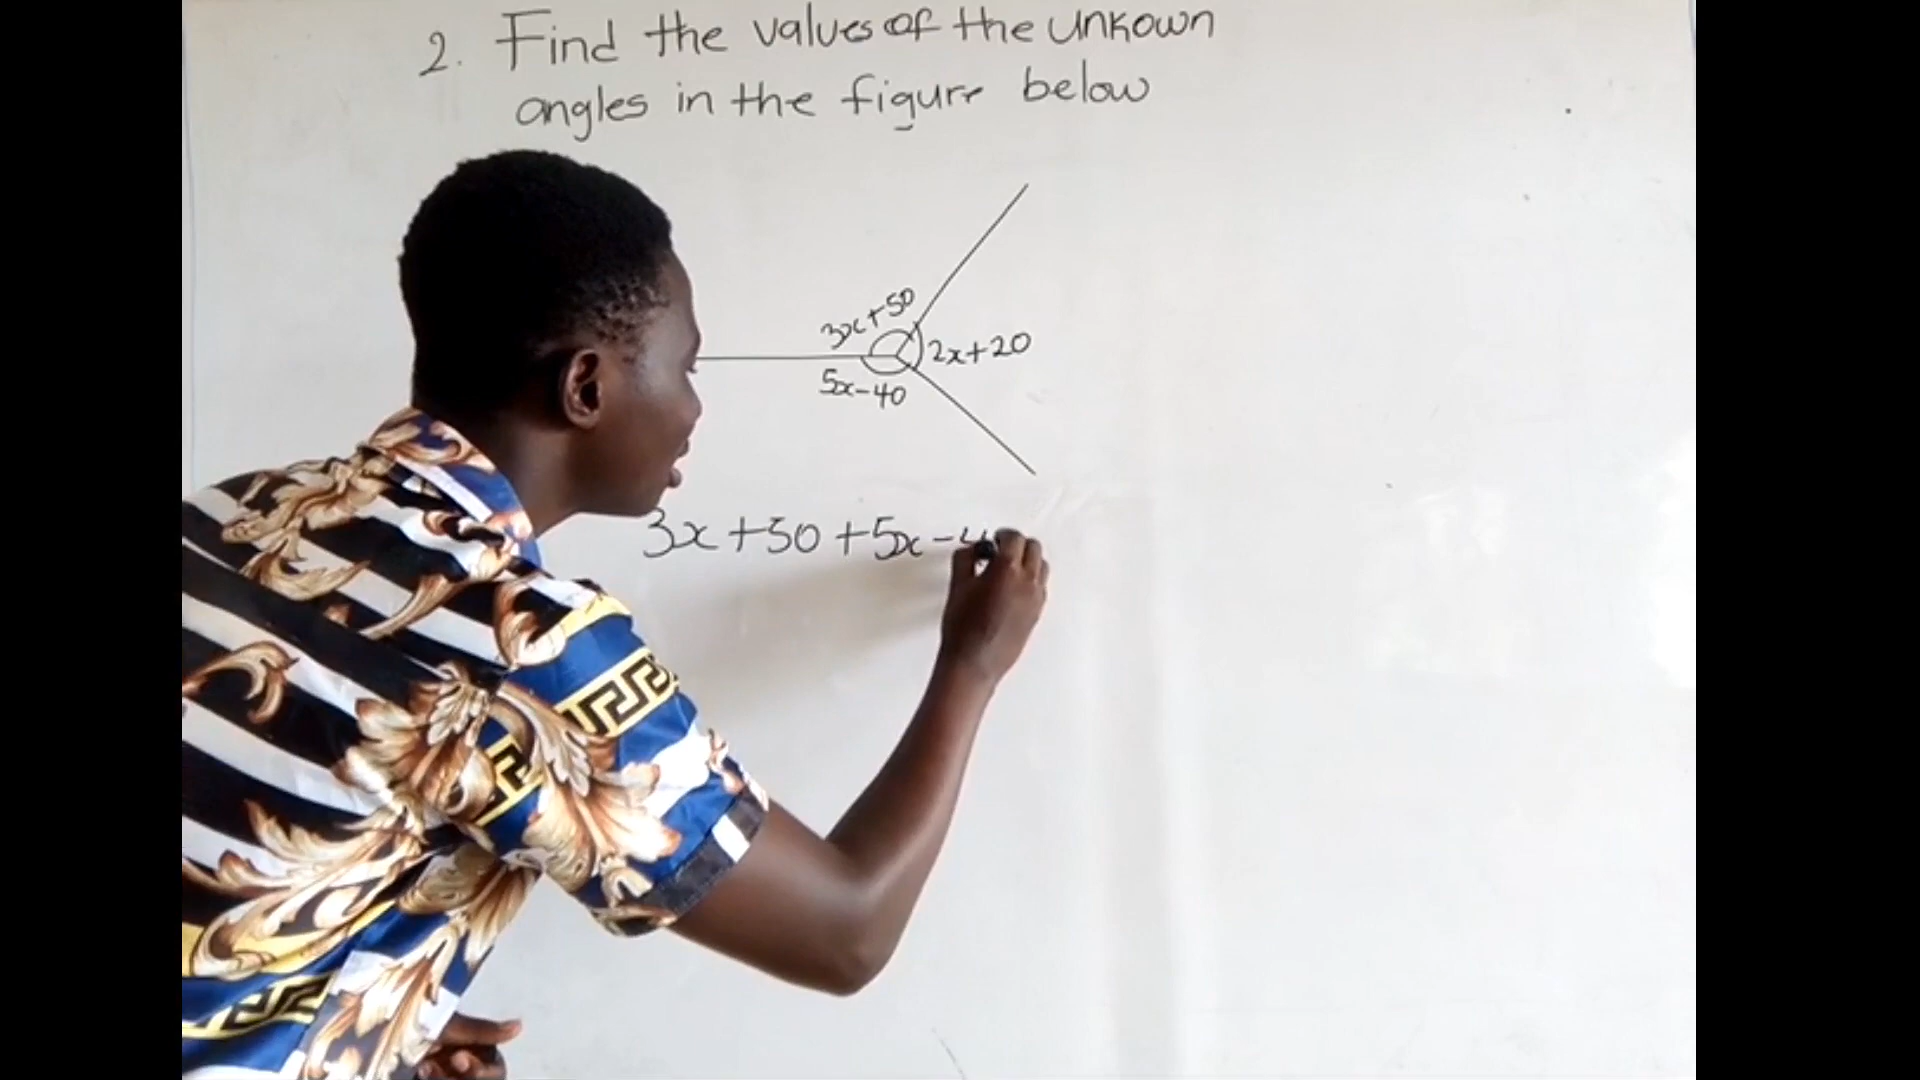 2. Find the values of the unkown
angles in the figure below
3x+50
2x+20
5x-40
3x+50+5x-4